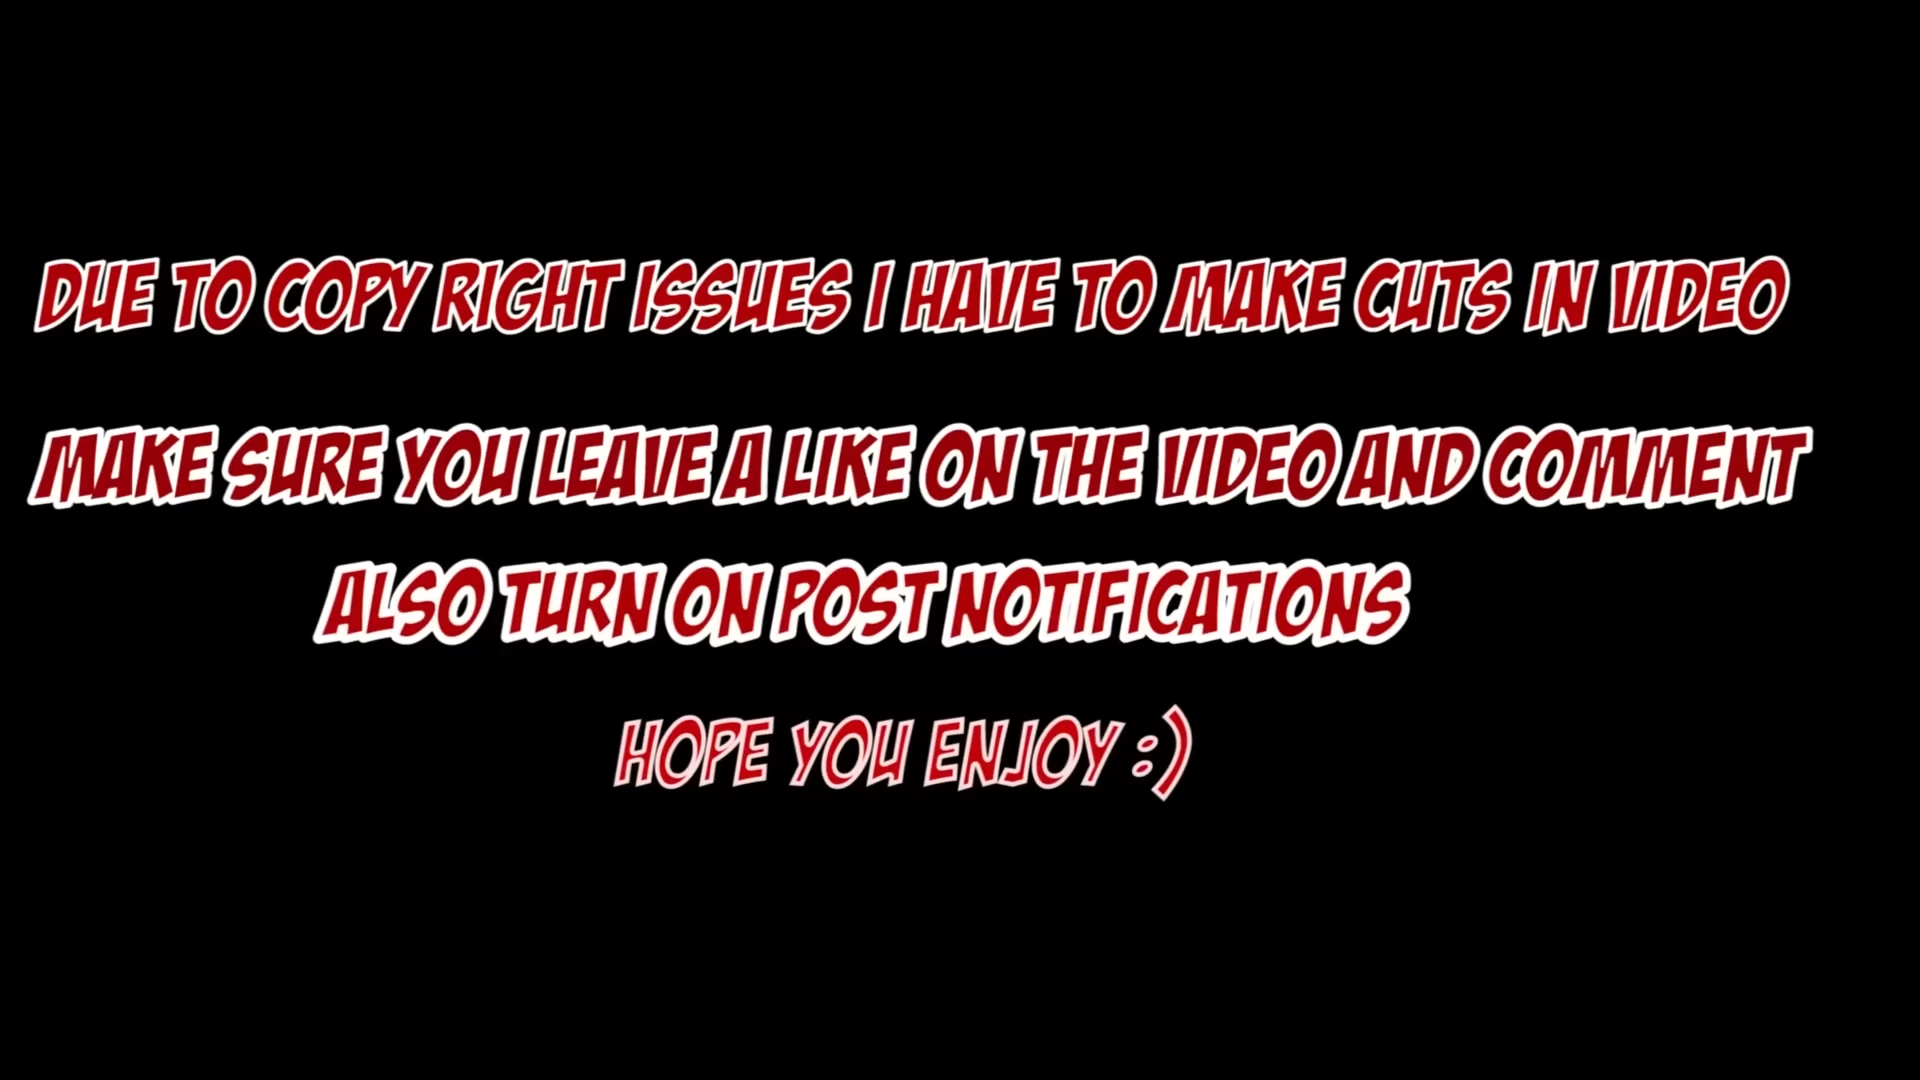 DUE TO COPY RIGHT ISSUES I HAVE TO MAKE CUTS IN VIDEO
MAKE SURE YOU LEAVE A LIKE ON THE VIDEO AND COMMENT
ALSO TURN ON POST NOTIFICATIONS
HOPE YOU ENJOY :)